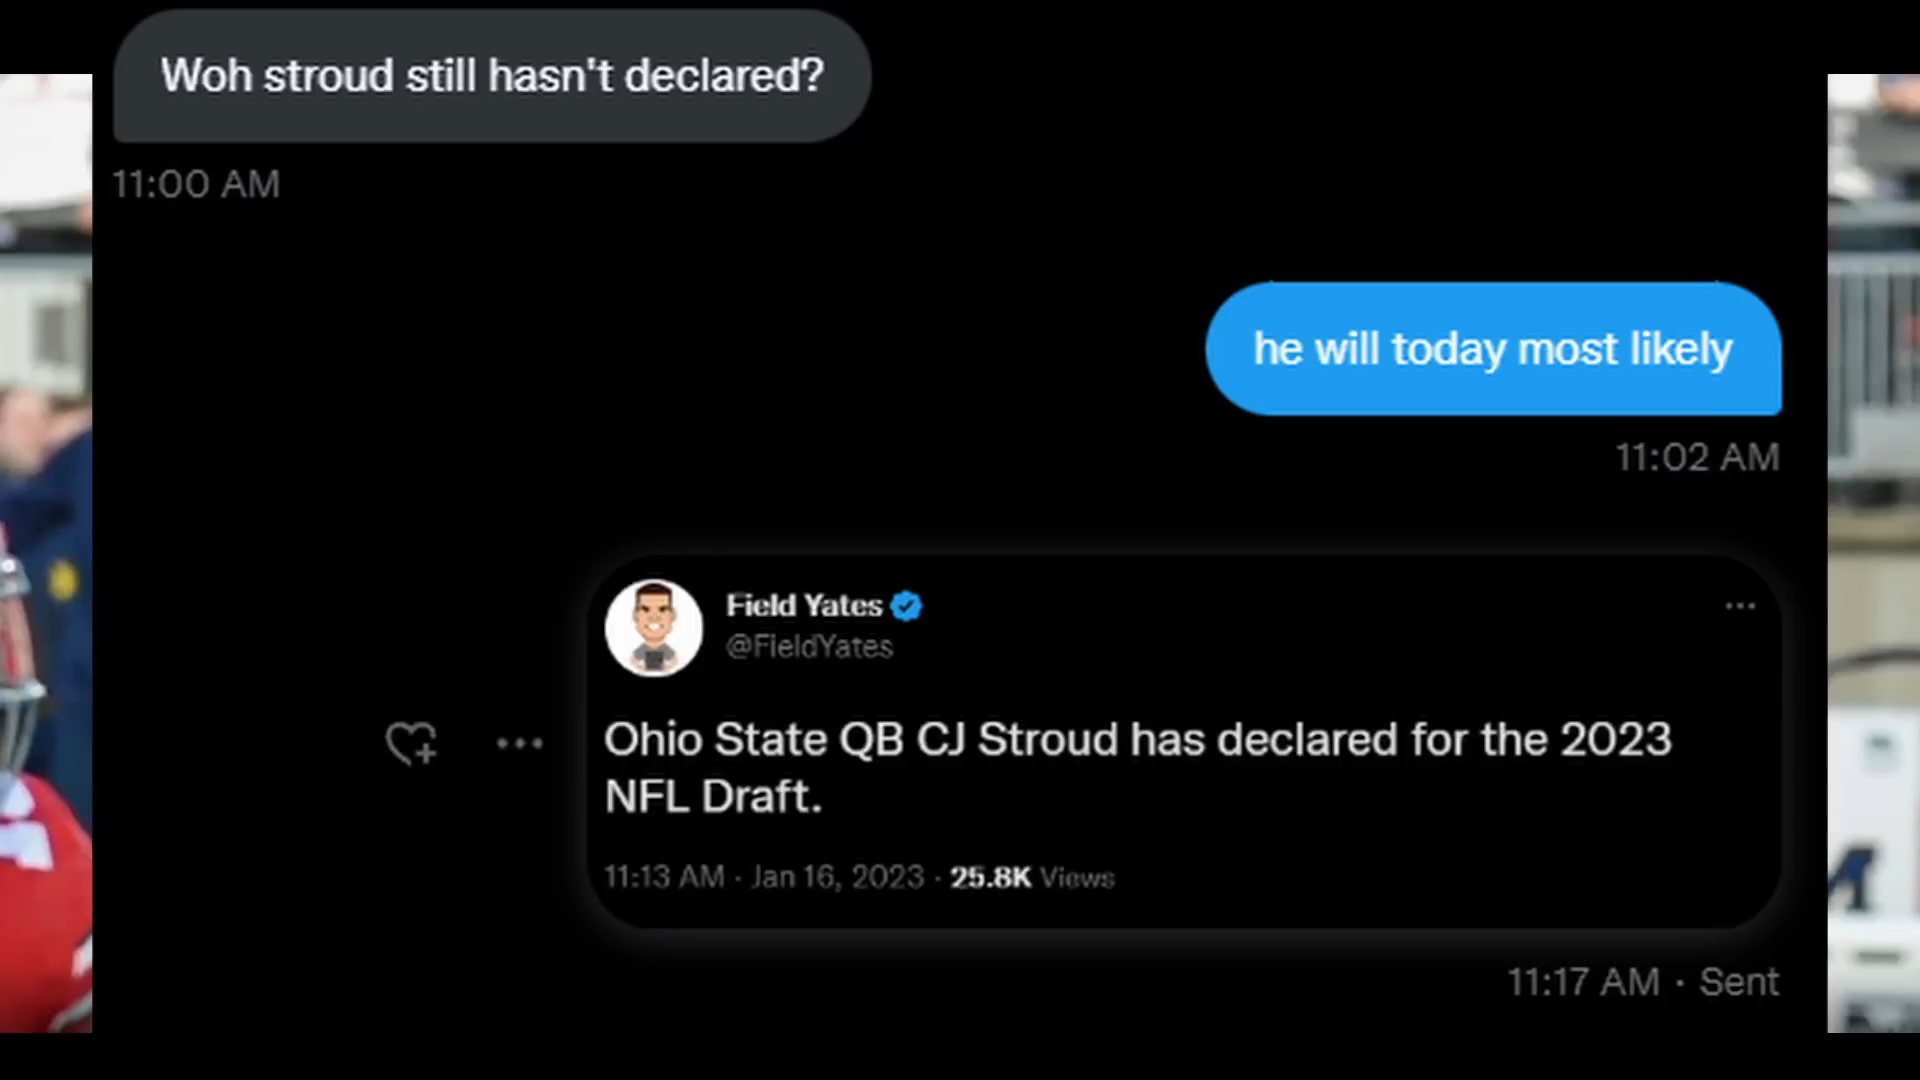 Woh stroud still hasn't declared?
11:00 AM
he will today most likely
11:02 AM
Field Yates
@FieldYates
Ohio State QB CJ Stroud has declared for the 2023
NFL Draft.
11:13 AM · Jan 16, 2023 · 25.8K Views
11:17 AM · Sent